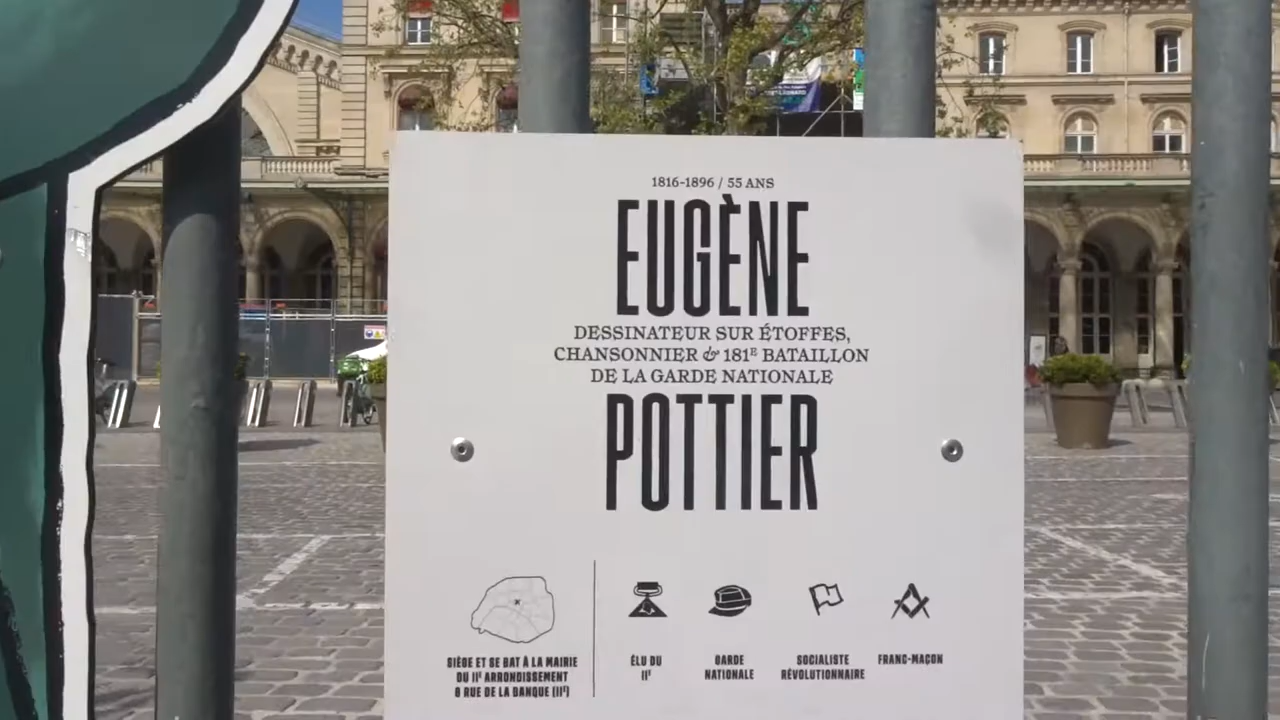 1816-1896 / 55 ANS
EUGÈNE
DESSINATEUR SUR ÉTOFFES,
CHANSONNIER & 181E BATAILLON
DE LA GARDE NATIONALE
POTTIER
SIÈGE ET SE BAT À LA MAIRIE
DU IIE ARRONDISSEMENT
8 RUE DE LA BANQUE (IIE)
ÉLU DU
IIE
GARDE
NATIONALE
SOCIALISTE
RÉVOLUTIONNAIRE
FRANC-MAÇON